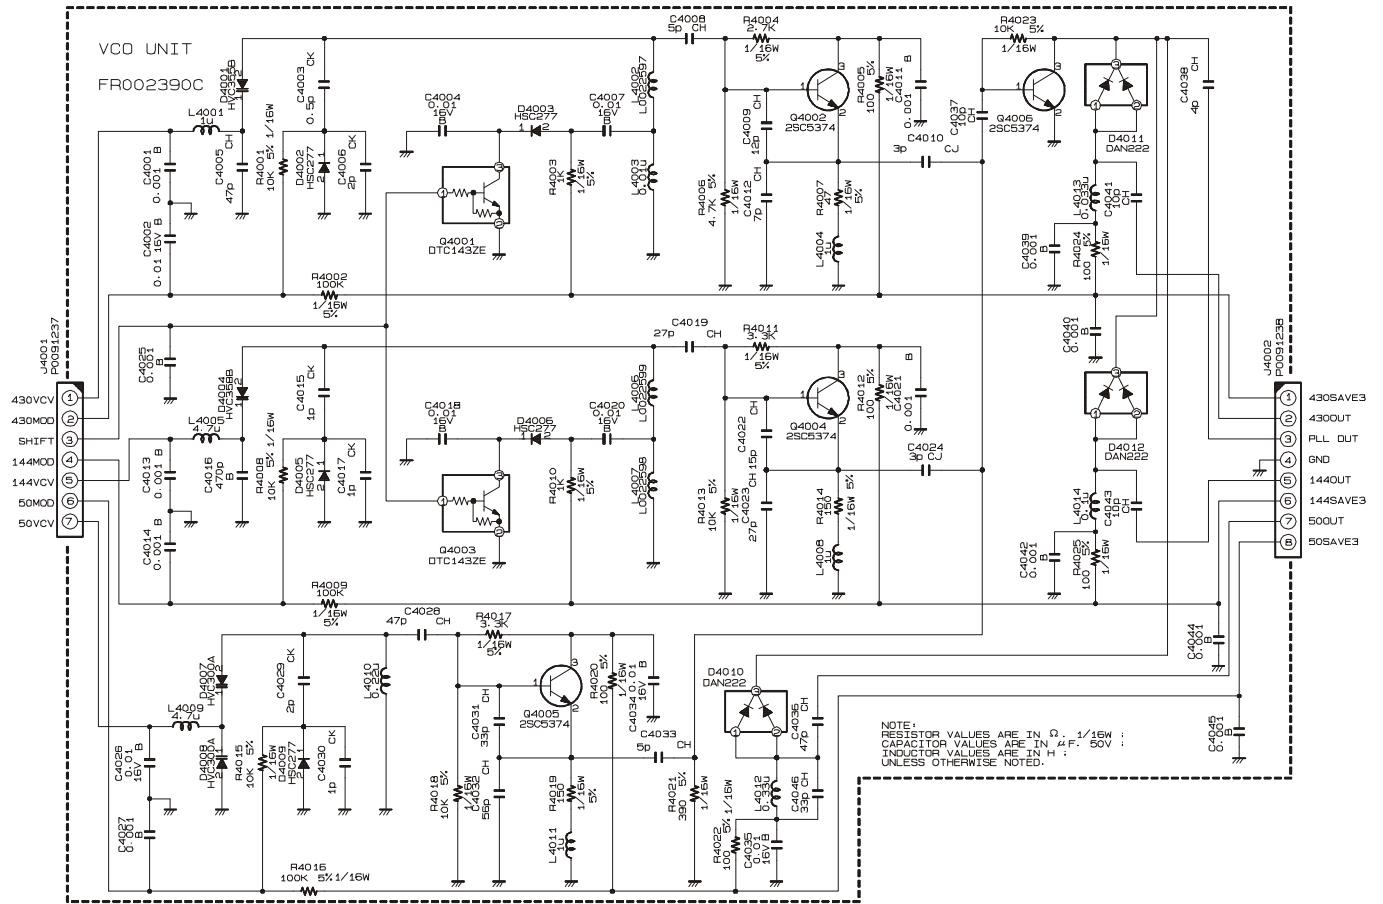 VCO UNIT
FR002390C
J4001
P0091237
1 430VCV
2 430MOD
3 SHIFT
4 144MOD
5 144VCV
6 50MOD
7 50VCV
J4002
P0091238
1 430SAVE3
2 430OUT
3 PLL OUT
4 GND
5 144OUT
6 144SAVE3
7 50OUT
8 50SAVE3
L4001
1u
C4001 B
0.001
C4002 16V B
0.01
C4005 CH
47p
R4001 1/16W
10K 5%
D4002
HSC277
C4003 CK
0.5p
C4006 CK
2p
R4002
100K
1/16W
5%
C4004
0.01
16V
B
Q4001
DTC143ZE
D4003
HSC277
1 2
R4003
1K
1/16W
5%
C4007
0.01
16V
B
L4003
0.01u
C4008
5p CH
R4004
2.7K
1/16W
5%
Q4002
2SC5374
R4005
100
5%
1/16W
C4011 B
0.001
C4009 CH
12p
C4012 CH
7p
R4006 5%
4.7K 1/16W
R4007
47
1/16W
5%
L4004
1u
C4010
3p CJ
C4037 CH
10p
R4023
10K 5%
1/16W
Q4006
2SC5374
D4011
DAN222
C4038 CH
4p
L4013
0.033u
C4041
10p
CH
C4039 B
0.001
R4024 5%
100 1/16W
C4040 B
0.001
C4025 B
0.001
L4005
4.7u
C4013 B
0.001
C4014 B
0.001
C4016 B
470p
R4008 1/16W
10K 5%
D4005
HSC277
C4015 CK
1p
C4017 CK
1p
R4009
100K
1/16W
5%
C4018
0.01
16V
B
Q4003
DTC143ZE
D4006
HSC277
1 2
R4010
1K
1/16W
5%
C4020
0.01
16V
B
C4019
27p CH
R4011
3.3K
1/16W
5%
Q4004
2SC5374
R4012
100
5%
1/16W
C4021 B
0.001
C4022 CH
15p
C4023 CH
27p
R4013 5%
10K 1/16W
R4014
150
1/16W 5%
L4008
1u
C4024
3p CJ
D4012
DAN222
L4014
0.1u
C4043
10p
CH
C4042 B
0.001
R4025 5%
100 1/16W
C4044 B
0.001
C4045 B
0.001
D4007
HVC300A
D4008
HVC300A
L4009
4.7u
C4026 B
0.01
16V
C4027 B
0.001
R4015 5%
10K 1/16W
D4009
HSC277
C4029 CK
2p
C4030 CK
1p
L4010
0.22u
R4016
100K 5% 1/16W
C4028
47p CH
R4017
3.3K
1/16W
5%
Q4005
2SC5374
R4020 5%
100 1/16W
C4034 B
0.01
16V
C4031 CH
33p
C4032 CH
56p
R4018 5%
10K 1/16W
R4019
150
1/16W
5%
L4011
1u
C4033
5p CH
R4021 5%
390 1/16W
D4010
DAN222
C4036 CH
47p
L4012
0.33u
C4046 CH
33p
R4022 5% 1/16W
100
C4035
0.01
16V B
NOTE:
RESISTOR VALUES ARE IN Ω, 1/16W ;
CAPACITOR VALUES ARE IN μF, 50V ;
INDUCTOR VALUES ARE IN H ;
UNLESS OTHERWISE NOTED.